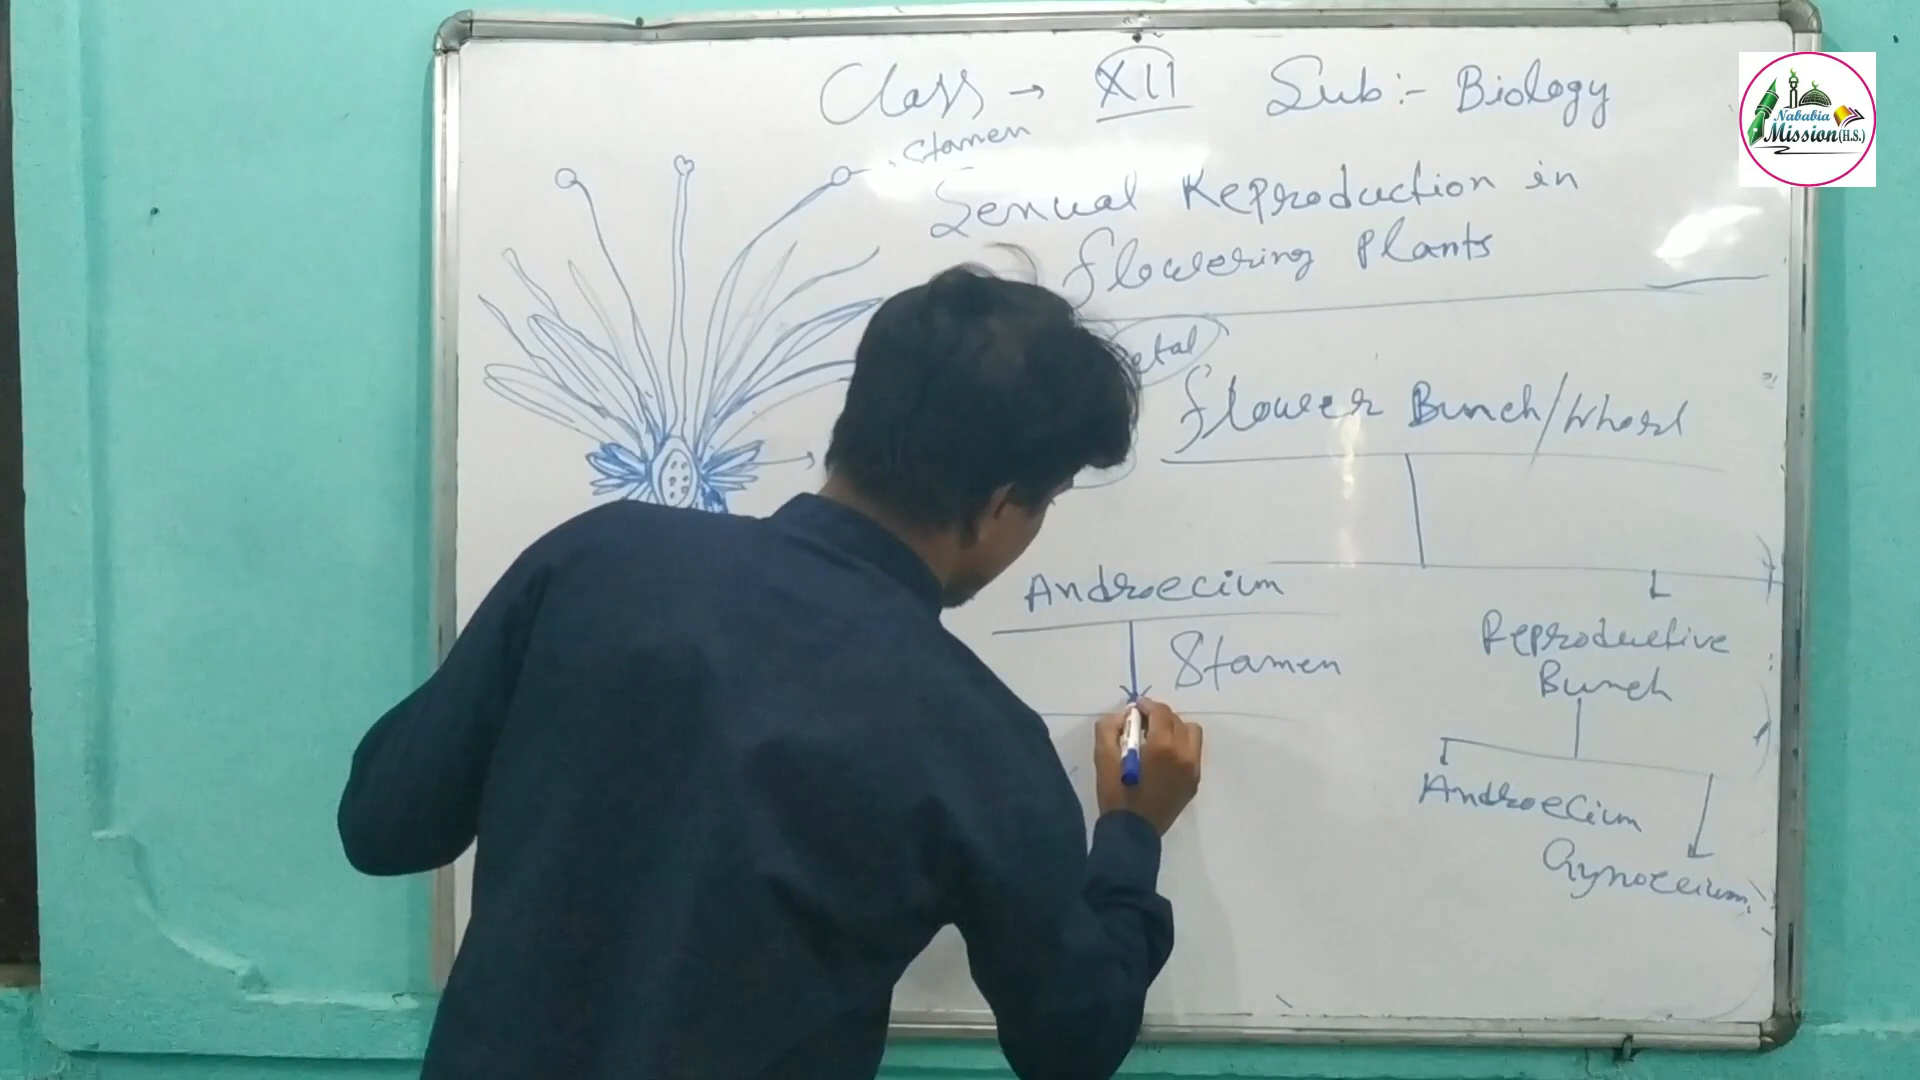 Class → XII Sub:- Biology
Stamen
Sexual Reproduction in
Flowering Plants
etal
Flower Bunch/Whorl
Androecium
Stamen
Reproductive
Bunch
Androecium
Gynoecium
Nababia
Mission (H.S.)